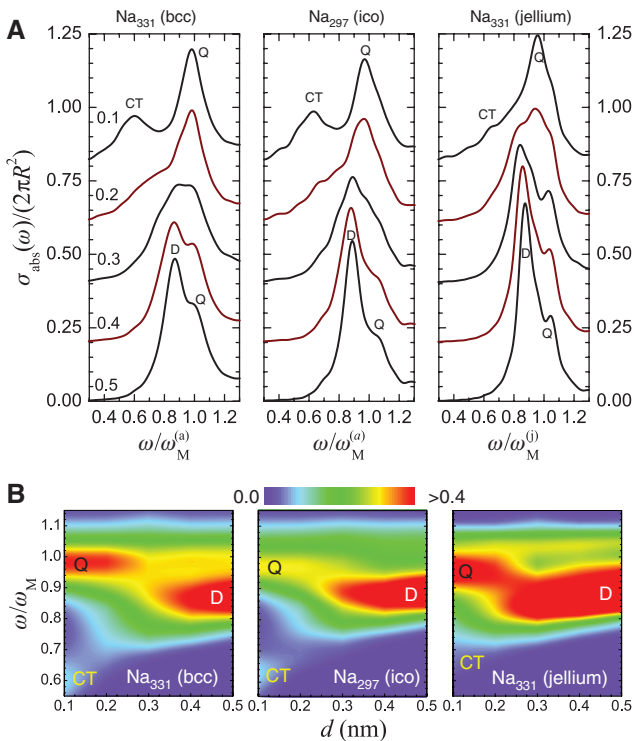 A
Na331 (bcc)
Na297 (ico)
Na331 (jellium)
σabs(ω)/(2πR²)
1.25
1.00
0.75
0.50
0.25
0.00
CT
Q
0.1
0.2
0.3
D
0.4
Q
0.5
CT
Q
D
Q
CT
Q
D
Q
1.25
1.00
0.75
0.50
0.25
0.00
0.4 0.6 0.8 1.0 1.2
0.4 0.6 0.8 1.0 1.2
0.4 0.6 0.8 1.0 1.2
ω/ωM(a)
ω/ωM(a)
ω/ωM(j)
B
0.0
>0.4
ω/ωM
1.1
1.0
0.9
0.8
0.7
0.6
Q
D
CT
Na331 (bcc)
Q
D
CT
Na297 (ico)
Q
D
CT
Na331 (jellium)
0.1 0.2 0.3 0.4 0.5
0.1 0.2 0.3 0.4 0.5
0.1 0.2 0.3 0.4 0.5
d (nm)